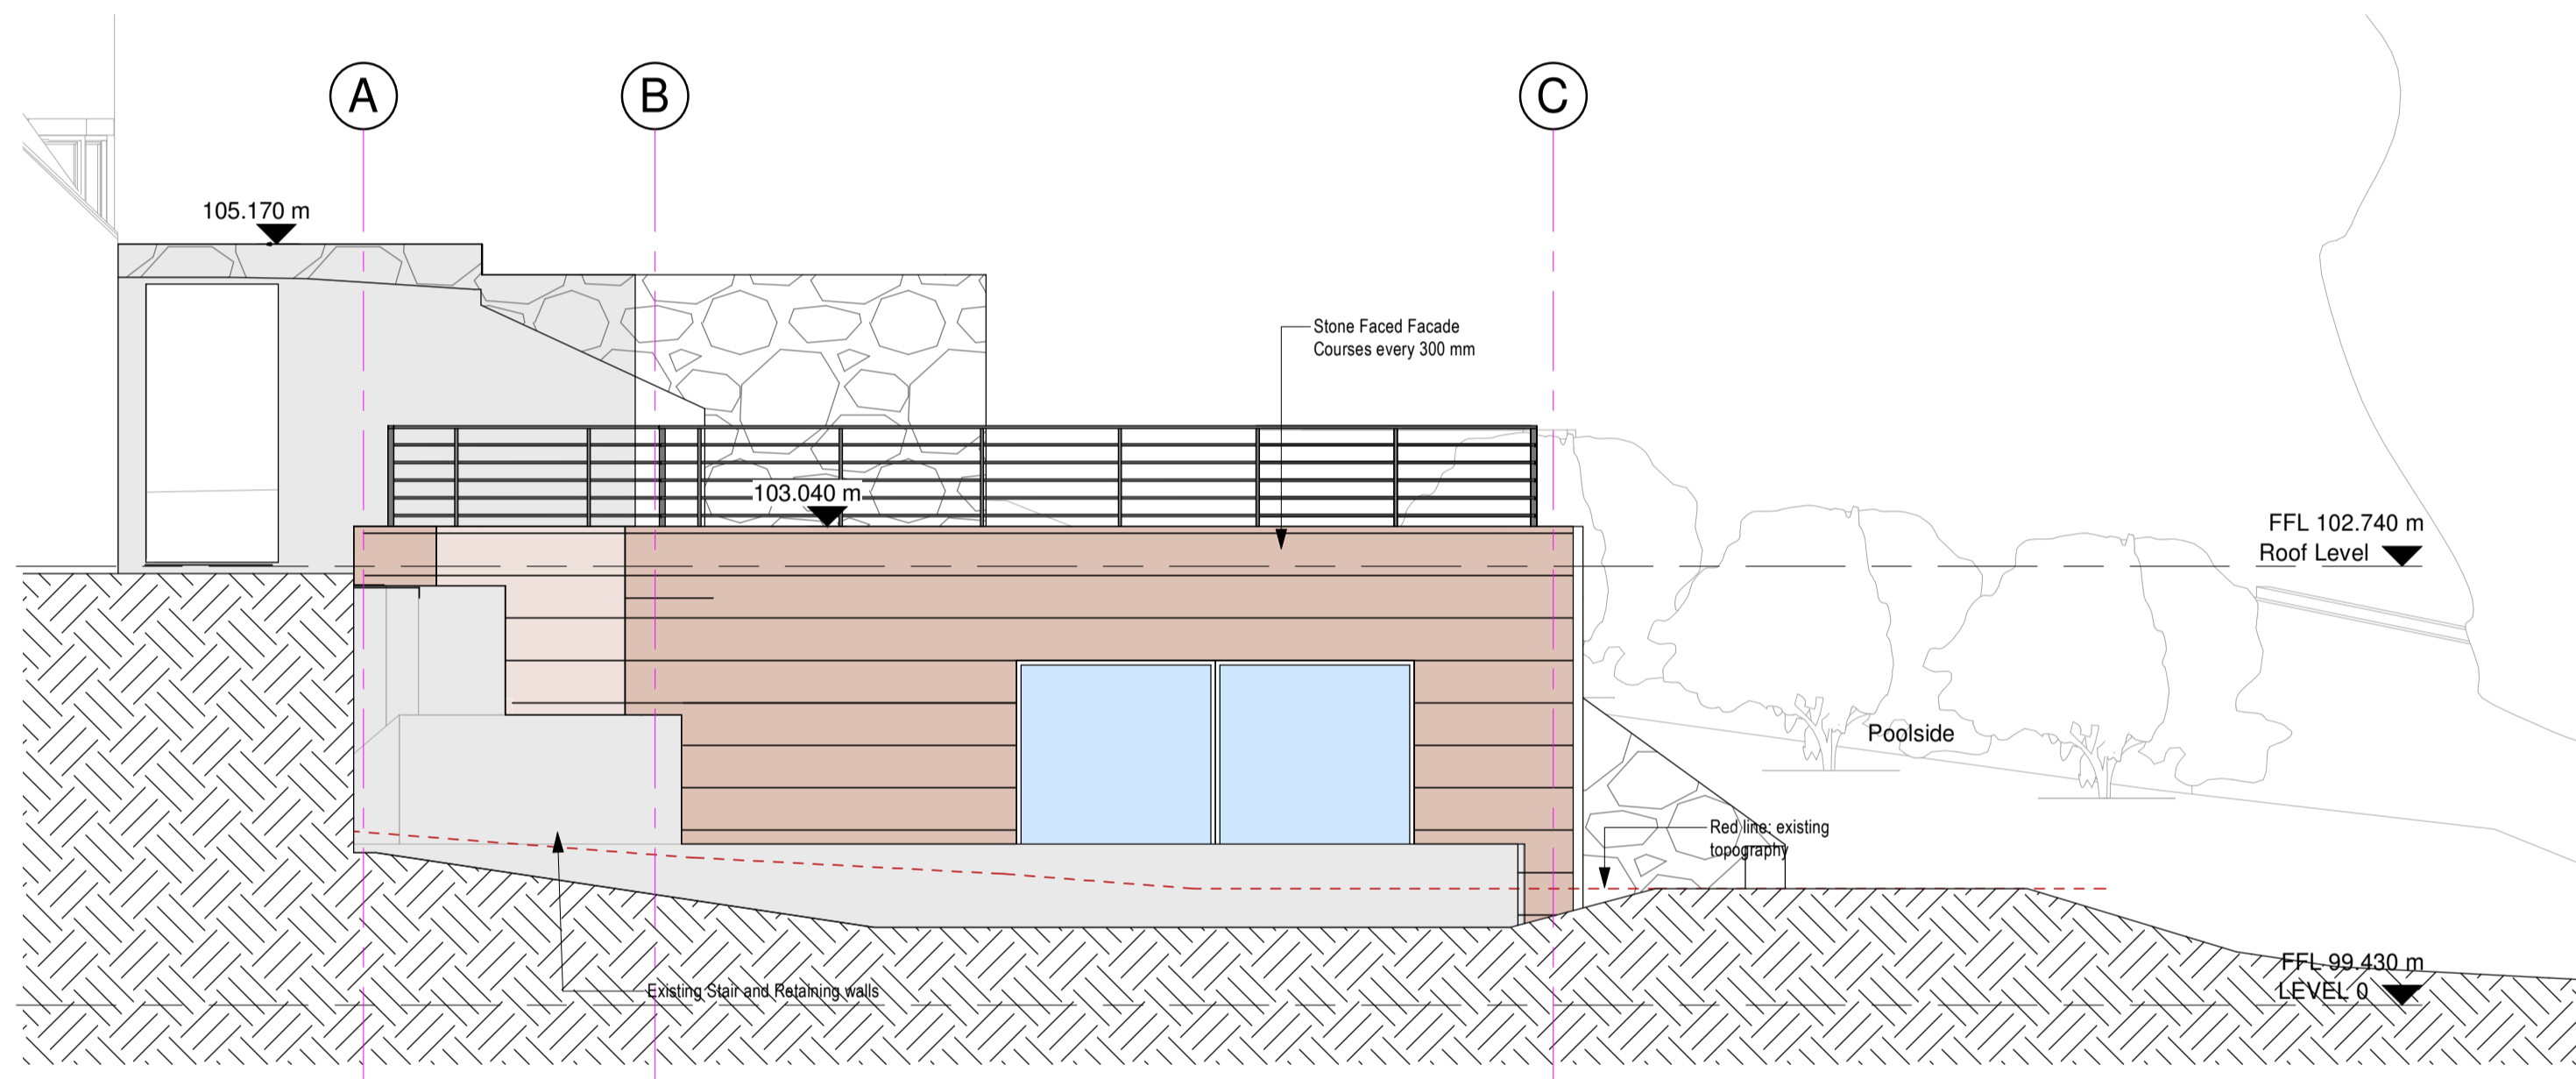 A
B
C
105.170 m
Stone Faced Facade
Courses every 300 mm
103.040 m
FFL 102.740 m
Roof Level
Poolside
Red line: existing
topography
FFL 99.430 m
LEVEL 0
Existing Stair and Retaining walls